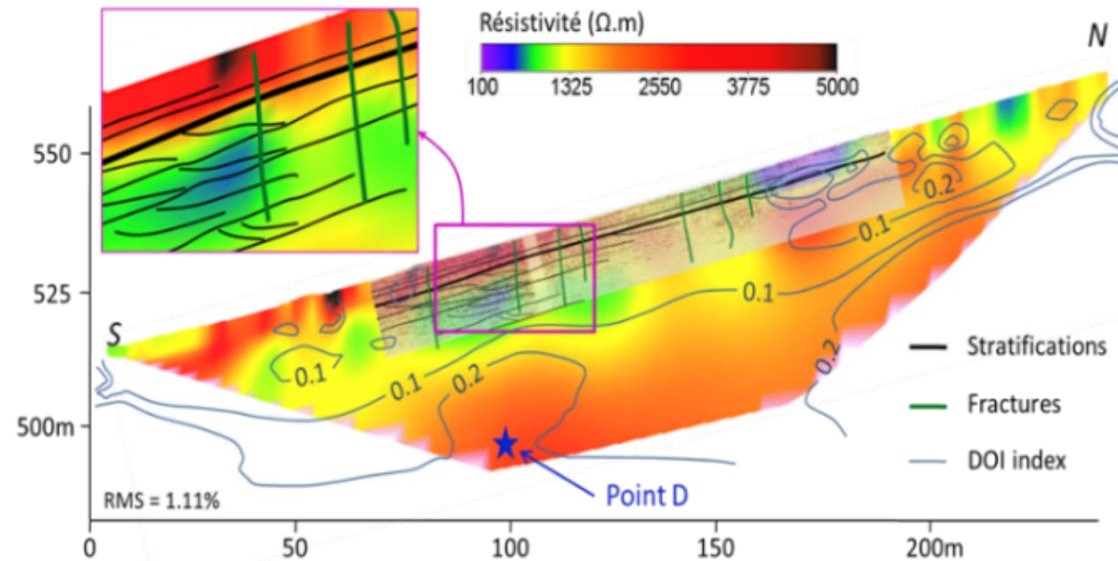 Résistivité (Ω.m)
100 1325 2550 3775 5000
N
550
525
S
0.2
0.1
0.1
0.1
0.1
0.2
0.2
500m
Stratifications
Fractures
DOI index
Point D
RMS = 1.11%
0 50 100 150 200m